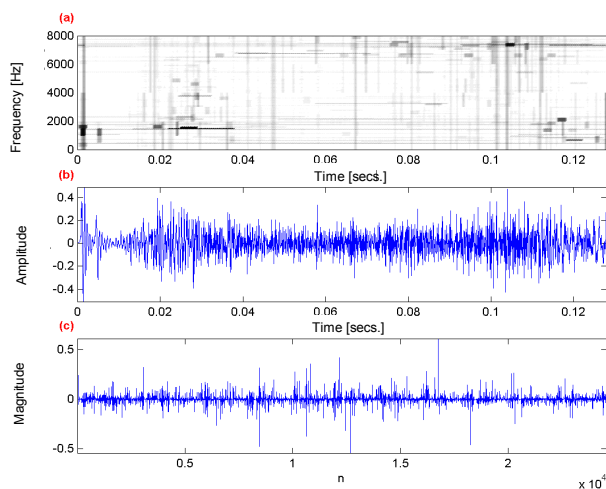 (a)
8000
6000
4000
2000
0
Frequency [Hz]
0 0.02 0.04 0.06 0.08 0.1 0.12
Time [secs.]
(b)
0.4
0.2
0
-0.2
-0.4
Amplitude
0 0.02 0.04 0.06 0.08 0.1 0.12
Time [secs.]
(c)
0.5
0
-0.5
Magnitude
0.5 1 1.5 2
n
x 10⁴